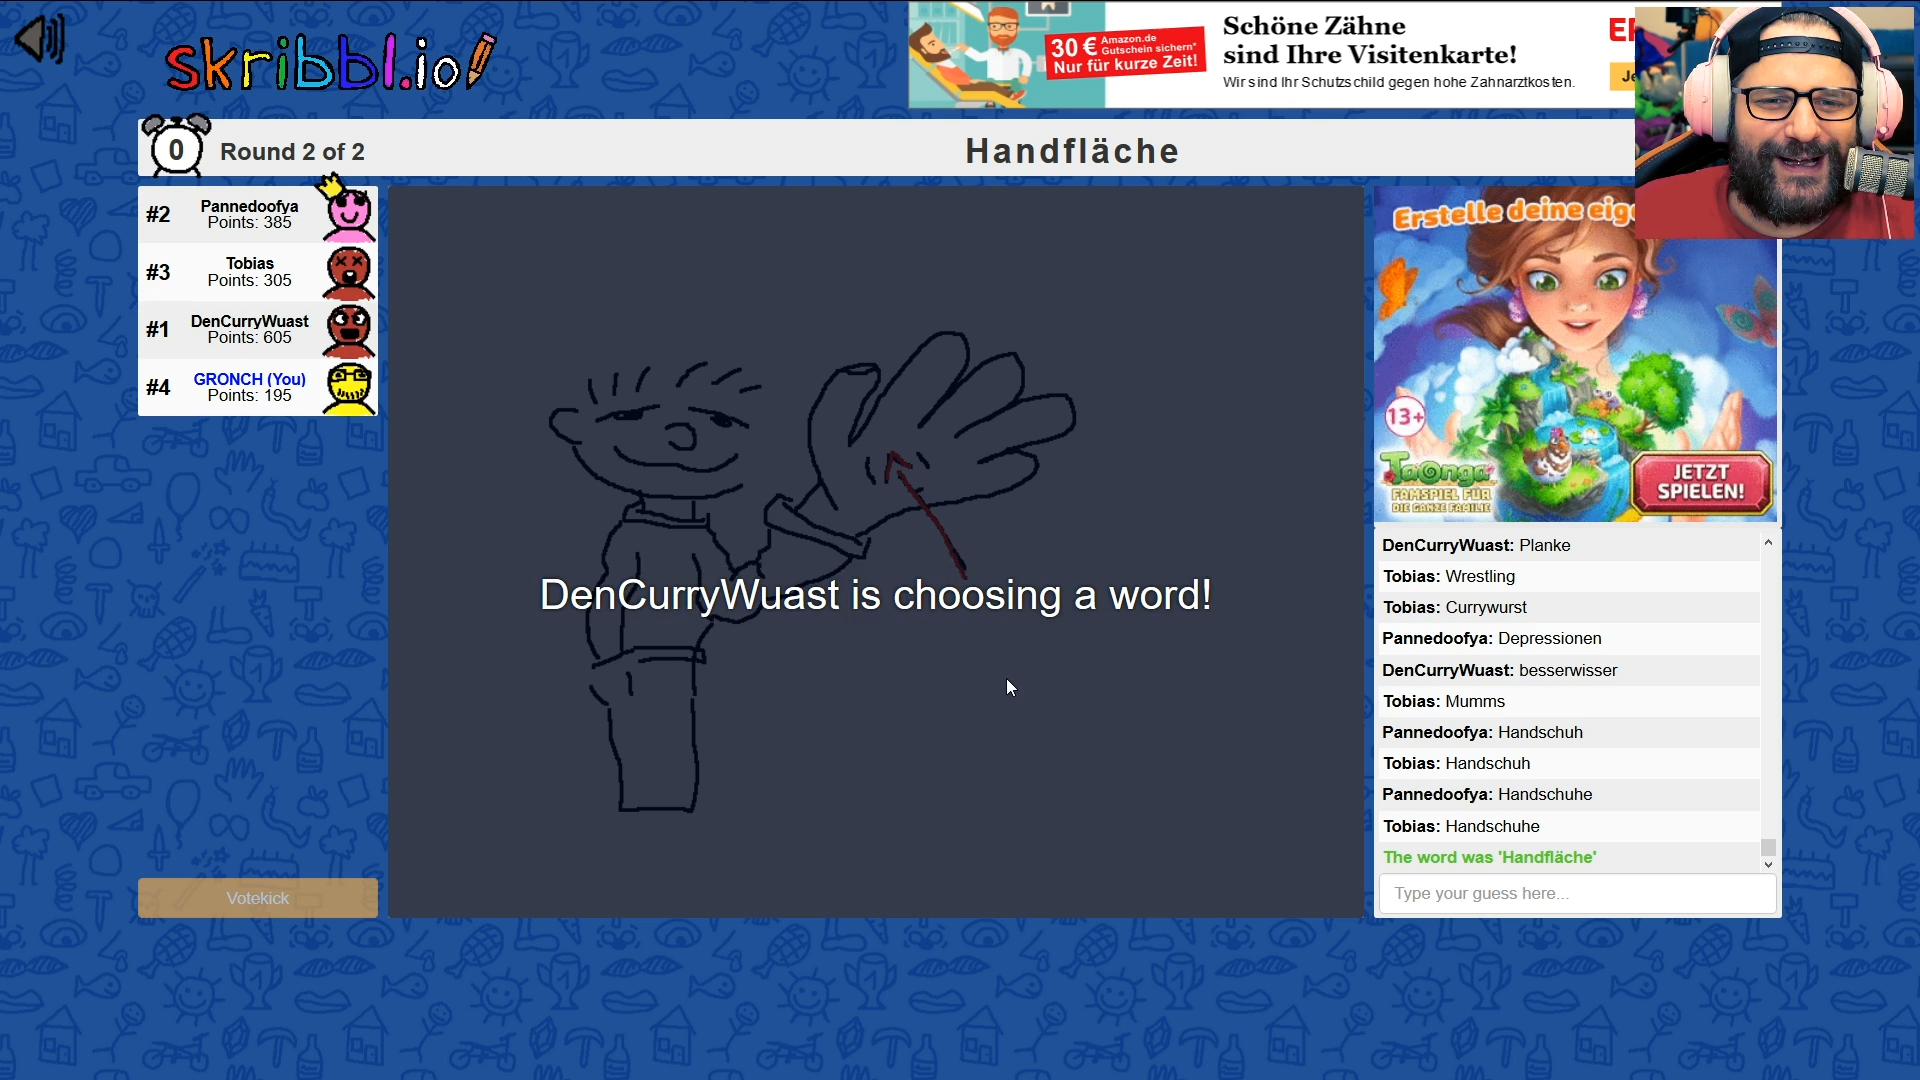 skribbl.io
30 € Amazon.de
Gutschein sichern*
Nur für kurze Zeit!
Schöne Zähne
sind Ihre Visitenkarte!
Wir sind Ihr Schutzschild gegen hohe Zahnarztkosten.
0
Round 2 of 2
Handfläche
#2
Pannedoofya
Points: 385
#3
Tobias
Points: 305
#1
DenCurryWuast
Points: 605
#4
GRONCH (You)
Points: 195
DenCurryWuast is choosing a word!
Votekick
Erstelle deine eig
13+
TaOnga
FAMSPIEL FÜR
DIE GANZE FAMILIE
JETZT
SPIELEN!
DenCurryWuast: Planke
Tobias: Wrestling
Tobias: Currywurst
Pannedoofya: Depressionen
DenCurryWuast: besserwisser
Tobias: Mumms
Pannedoofya: Handschuh
Tobias: Handschuh
Pannedoofya: Handschuhe
Tobias: Handschuhe
The word was 'Handfläche'
Type your guess here...